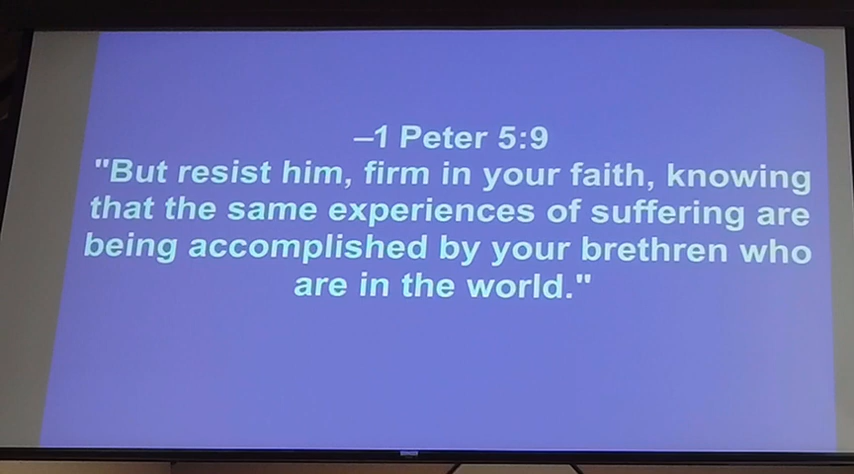 –1 Peter 5:9
"But resist him, firm in your faith, knowing
that the same experiences of suffering are
being accomplished by your brethren who
are in the world."